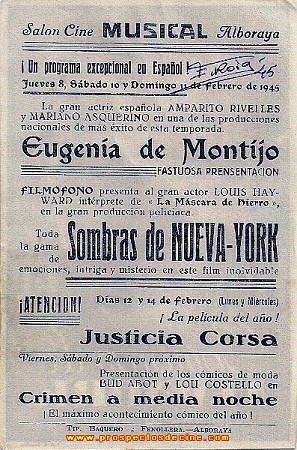 Salon Cine MUSICAL Alboraya
¡Un programa excepcional en Español!
Jueves 8, Sábado 10 y Domingo 11 de Febrero de 1945
La gran actriz española AMPARITO RIVELLES
y MARIANO ASQUERINO en una de las producciones
nacionales de más éxito de esta temporada.
Eugenia de Montijo
FASTUOSA PRENSENTACION
FILMOFONO presenta al gran actor LOUIS HAY-
WARD intérprete de « La Máscara de Hierro », en
la gran producción policiaca.
Toda la gama de Sombras de NUEVA-YORK
emociones, intriga y misterio en este film inolvidable
¡ATENCION! Días 12 y 14 de febrero (Lunes y Miércoles)
¡ La película del año !
Justicia Corsa
Viernes, Sábado y Domingo próximo
Presentación de los cómicos de moda
BUD ABOT y LOU COSTELLO en
Crimen a media noche
¡El máximo acontecimiento cómico del año!
TIP. BAQUERO : FENOLLERA.-ALBORAYA
www.prospectosdecine.com